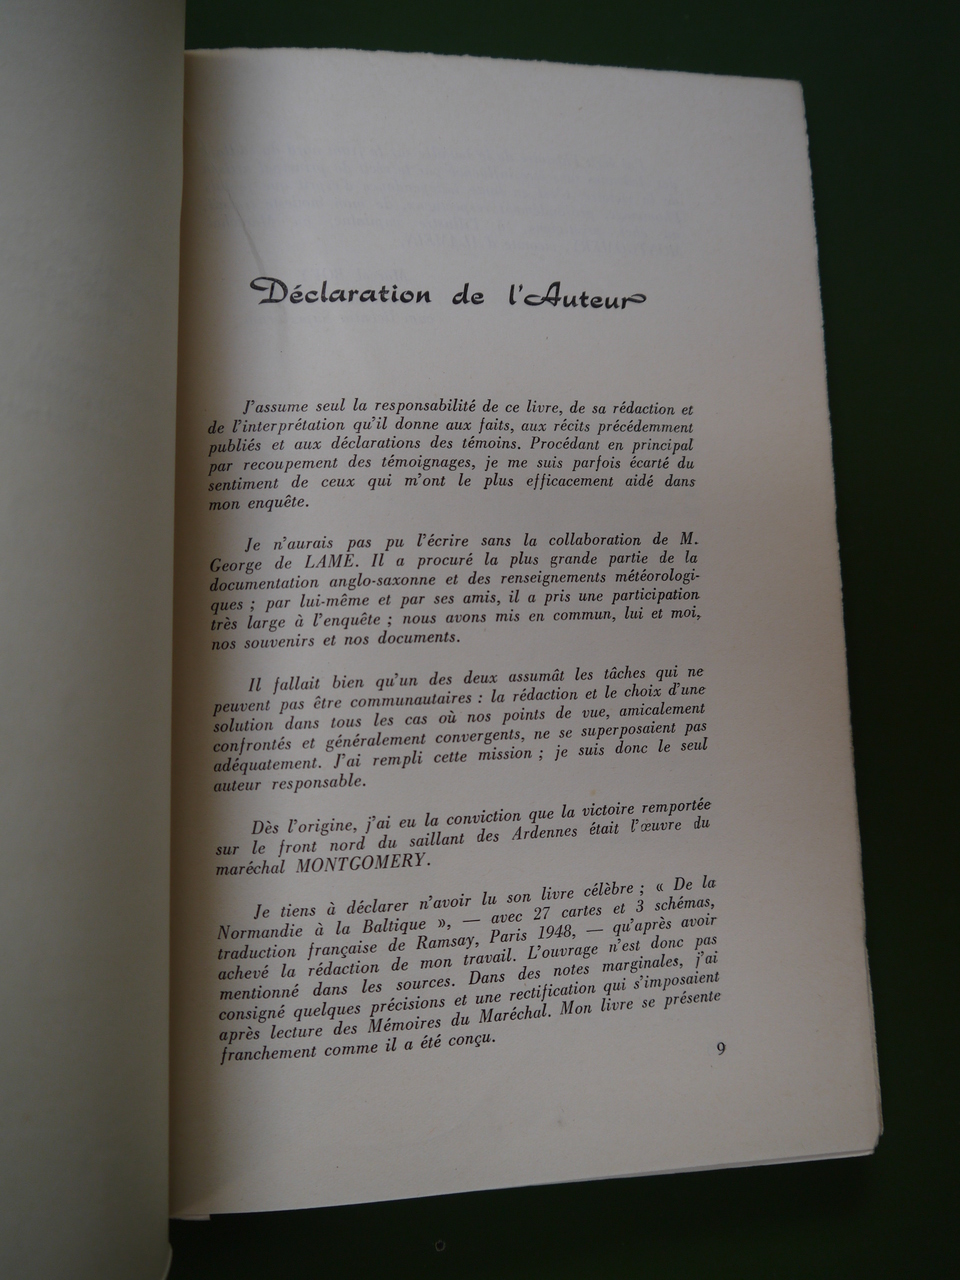 Déclaration de l'Auteur
J'assume seul la responsabilité de ce livre, de sa rédaction et
de l'interprétation qu'il donne aux faits, aux récits précédemment
publiés et aux déclarations des témoins. Procédant en principal
par recoupement des témoignages, je me suis parfois écarté du
sentiment de ceux qui m'ont le plus efficacement aidé dans
mon enquête.
Je n'aurais pas pu l'écrire sans la collaboration de M.
George de LAME. Il a procuré la plus grande partie de la
documentation anglo-saxonne et des renseignements météorologi-
ques ; par lui-même et par ses amis, il a pris une participation
très large à l'enquête ; nous avons mis en commun, lui et moi,
nos souvenirs et nos documents.
Il fallait bien qu'un des deux assumât les tâches qui ne
peuvent pas être communautaires : la rédaction et le choix d'une
solution dans tous les cas où nos points de vue, amicalement
confrontés et généralement convergents, ne se superposaient pas
adéquatement. J'ai rempli cette mission ; je suis donc le seul
auteur responsable.
Dès l'origine, j'ai eu la conviction que la victoire remportée
sur le front nord du saillant des Ardennes était l'œuvre du
maréchal MONTGOMERY.
Je tiens à déclarer n'avoir lu son livre célèbre ; « De la
Normandie à la Baltique », — avec 27 cartes et 3 schémas,
traduction française de Ramsay, Paris 1948, — qu'après avoir
achevé la rédaction de mon travail. L'ouvrage n'est donc pas
mentionné dans les sources. Dans des notes marginales, j'ai
consigné quelques précisions et une rectification qui s'imposaient
après lecture des Mémoires du Maréchal. Mon livre se présente
franchement comme il a été conçu.
9